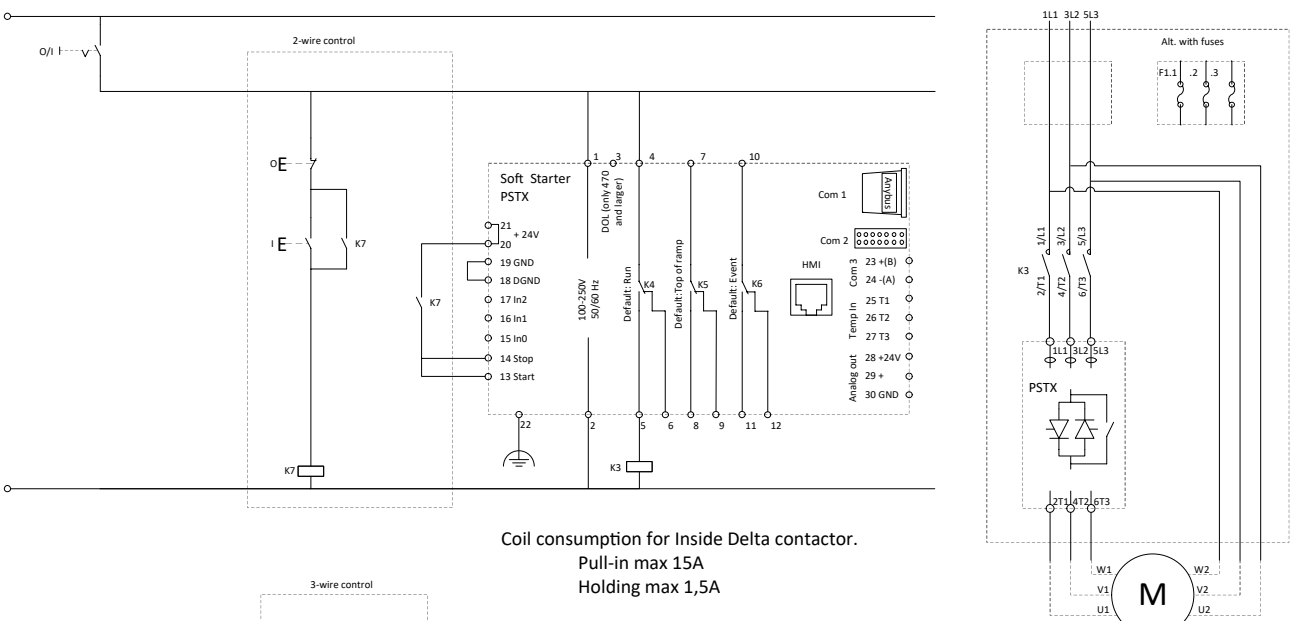 O/I
2-wire control
O
I
K7
K7
Soft Starter
PSTX
1
3
4
7
10
DOL (only 470
and larger)
21
+ 24V
20
19 GND
18 DGND
17 In2
16 In1
15 In0
14 Stop
13 Start
K7
100-250V
50/60 Hz
Default: Run
K4
Default:Top of ramp
K5
Default: Event
K6
HMI
Com 1
Anybus
Com 2
Com 3
23 +(B)
24 -(A)
Temp In
25 T1
26 T2
27 T3
Analog out
28 +24V
29 +
30 GND
22
2
5
6
8
9
11
12
K3
Coil consumption for Inside Delta contactor.
Pull-in max 15A
Holding max 1,5A
3-wire control
1L1 3L2 5L3
Alt. with fuses
F1.1 .2 .3
1/L1 3/L2 5/L3
K3
2/T1 4/T2 6/T3
1L1 3L2 5L3
PSTX
2T1 4T2 6T3
W1 W2
V1 M V2
U1 U2